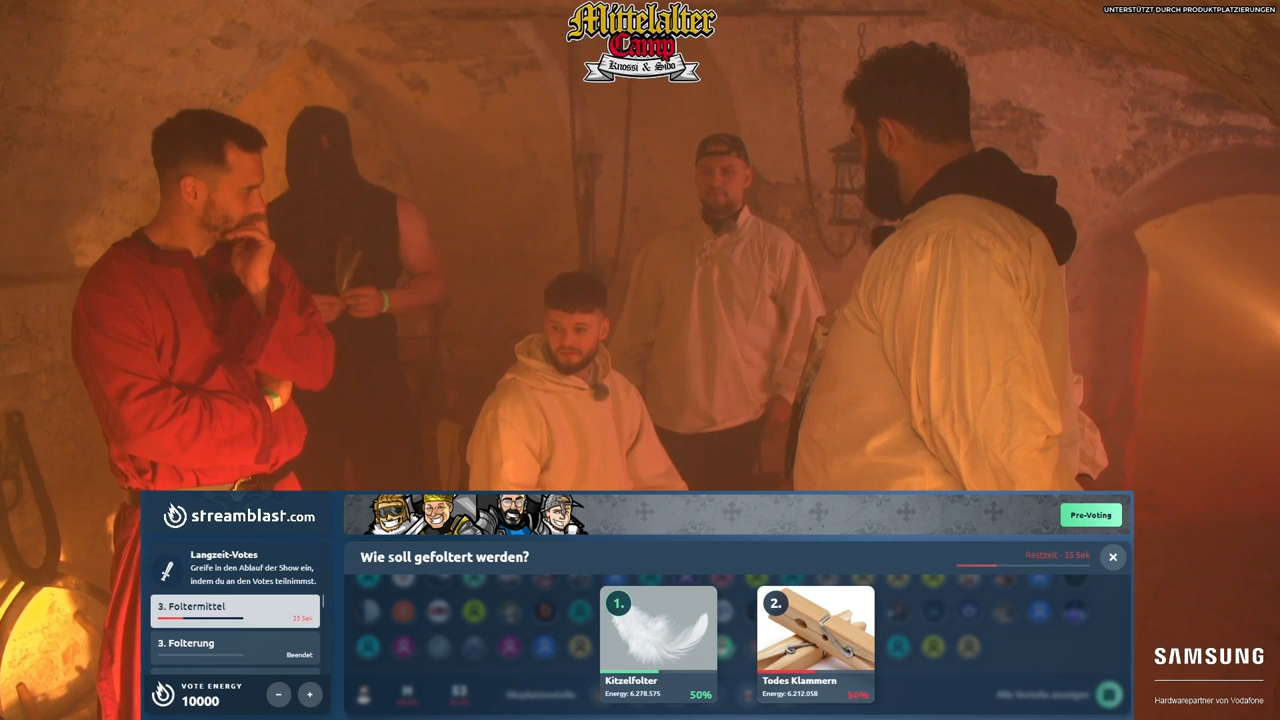 UNTERSTÜTZT DURCH PRODUKTPLATZIERUNGEN
Mittelalter
Camp
Knossi & Sido
streamblast.com
Pre-Voting
Langzeit-Votes
Greife in den Ablauf der Show ein,
indem du an den Votes teilnimmst.
3. Foltermittel
35 Sek
3. Folterung
Beendet
VOTE ENERGY
10000
Wie soll gefoltert werden?
Restzeit - 35 Sek
1.
Kitzelfolter
Energy: 6.278.575
50%
2.
Todes Klammern
Energy: 6.212.058
50%
Alle Vorteile anzeigen
SAMSUNG
Hardwarepartner von Vodafone